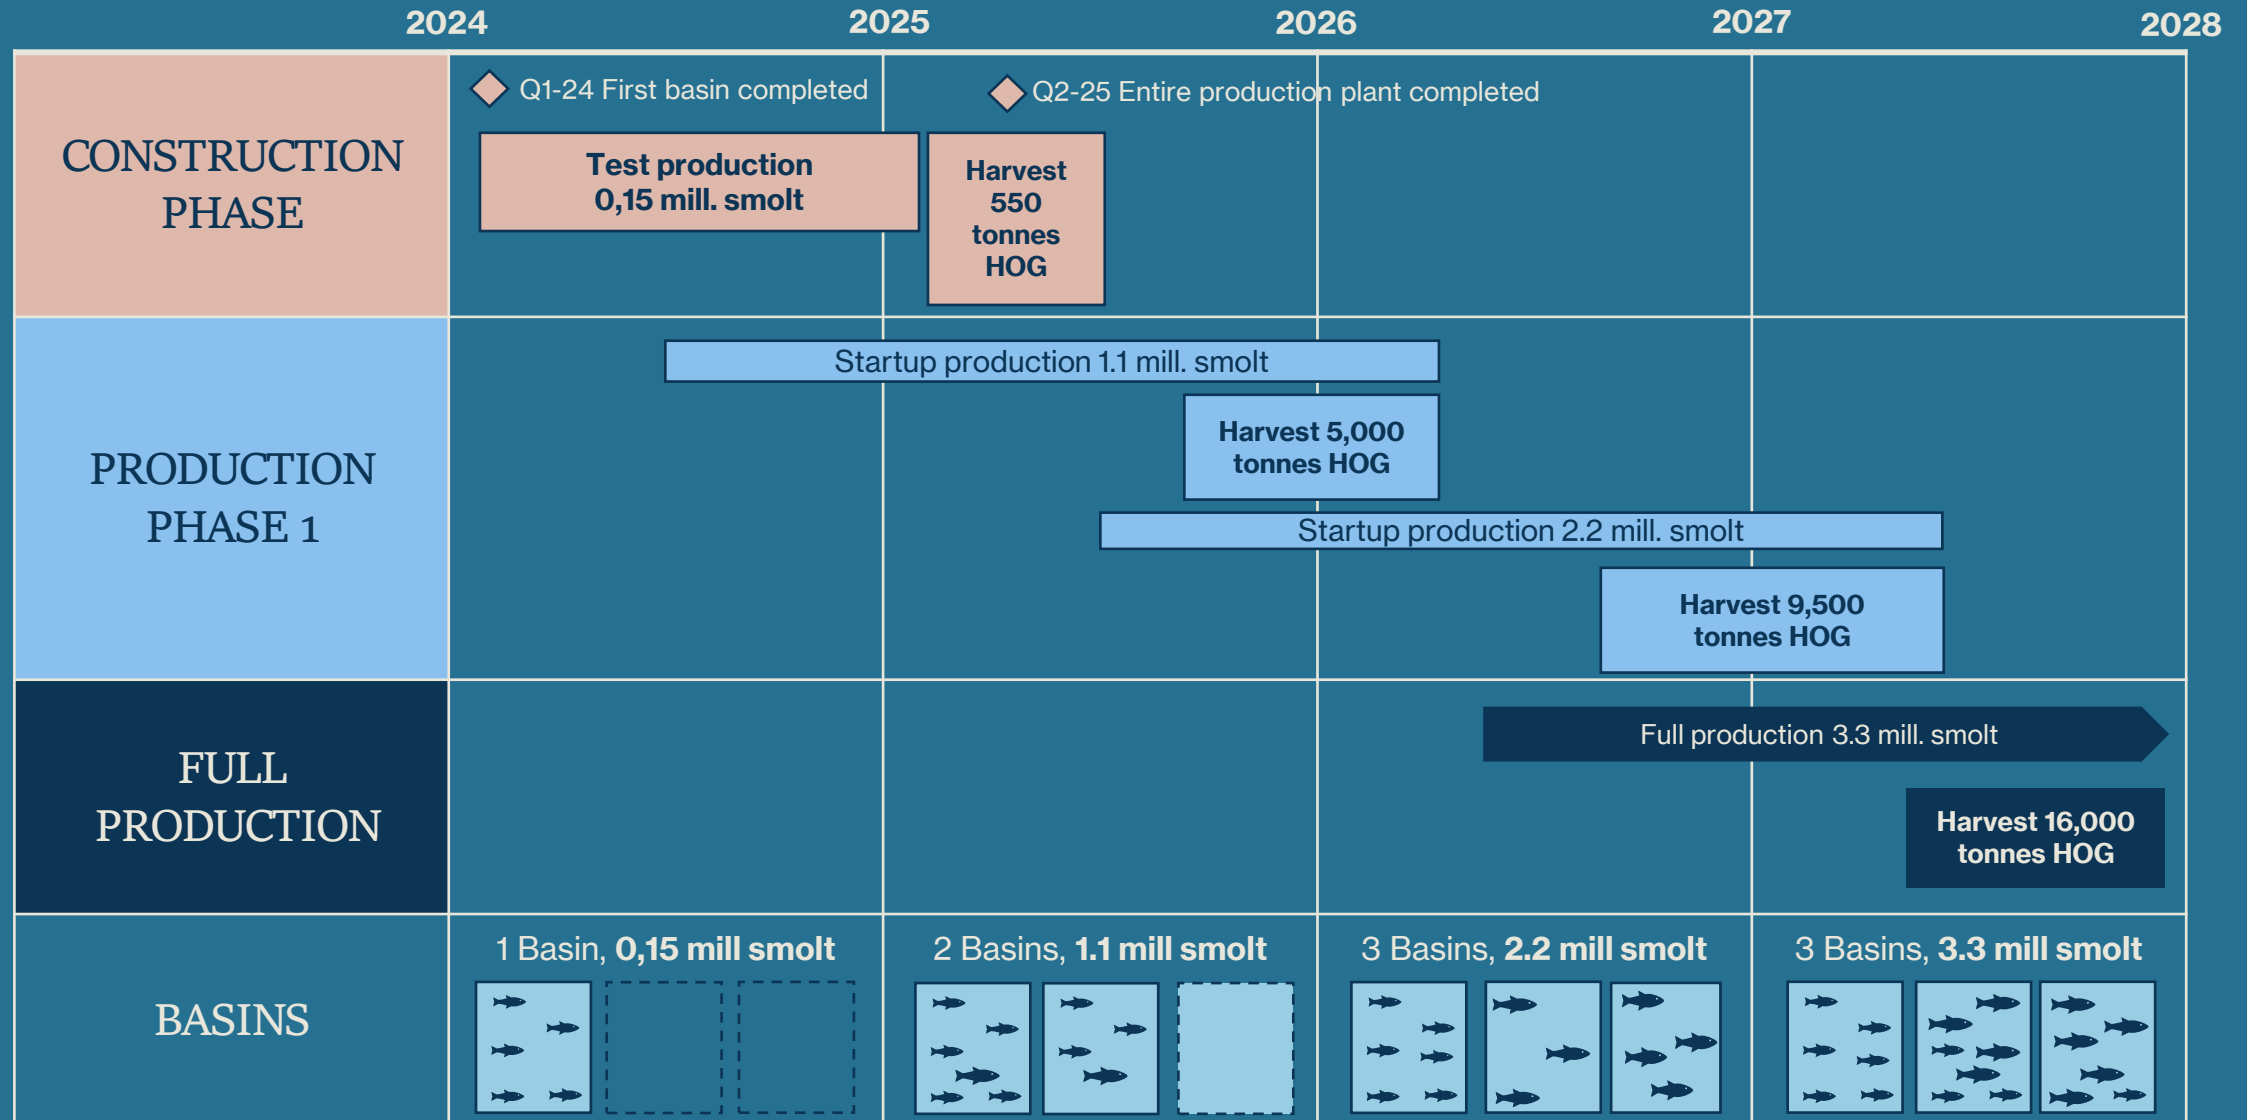 2024 2025 2026 2027 2028
CONSTRUCTION
PHASE
Q1-24 First basin completed
Q2-25 Entire production plant completed
Test production
0,15 mill. smolt
Harvest
550
tonnes
HOG
PRODUCTION
PHASE 1
Startup production 1.1 mill. smolt
Harvest 5,000
tonnes HOG
Startup production 2.2 mill. smolt
Harvest 9,500
tonnes HOG
FULL
PRODUCTION
Full production 3.3 mill. smolt
Harvest 16,000
tonnes HOG
BASINS
1 Basin, 0,15 mill smolt
2 Basins, 1.1 mill smolt
3 Basins, 2.2 mill smolt
3 Basins, 3.3 mill smolt